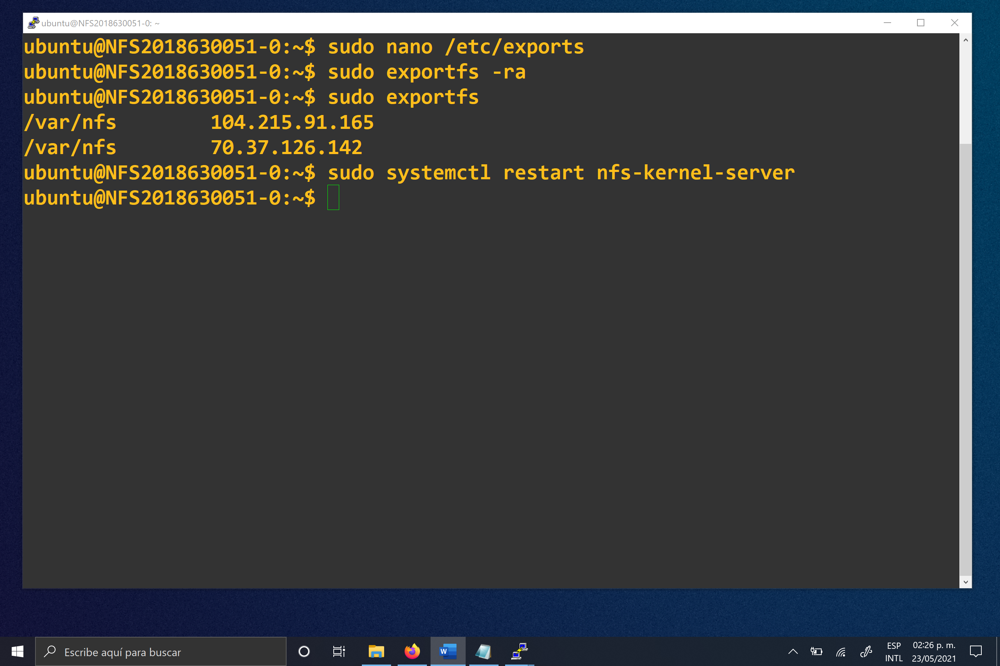 ubuntu@NFS2018630051-0: ~
ubuntu@NFS2018630051-0:~$ sudo nano /etc/exports
ubuntu@NFS2018630051-0:~$ sudo exportfs -ra
ubuntu@NFS2018630051-0:~$ sudo exportfs
/var/nfs        104.215.91.165
/var/nfs        70.37.126.142
ubuntu@NFS2018630051-0:~$ sudo systemctl restart nfs-kernel-server
ubuntu@NFS2018630051-0:~$
Escribe aquí para buscar
W
ESP
INTL
02:26 p. m.
23/05/2021